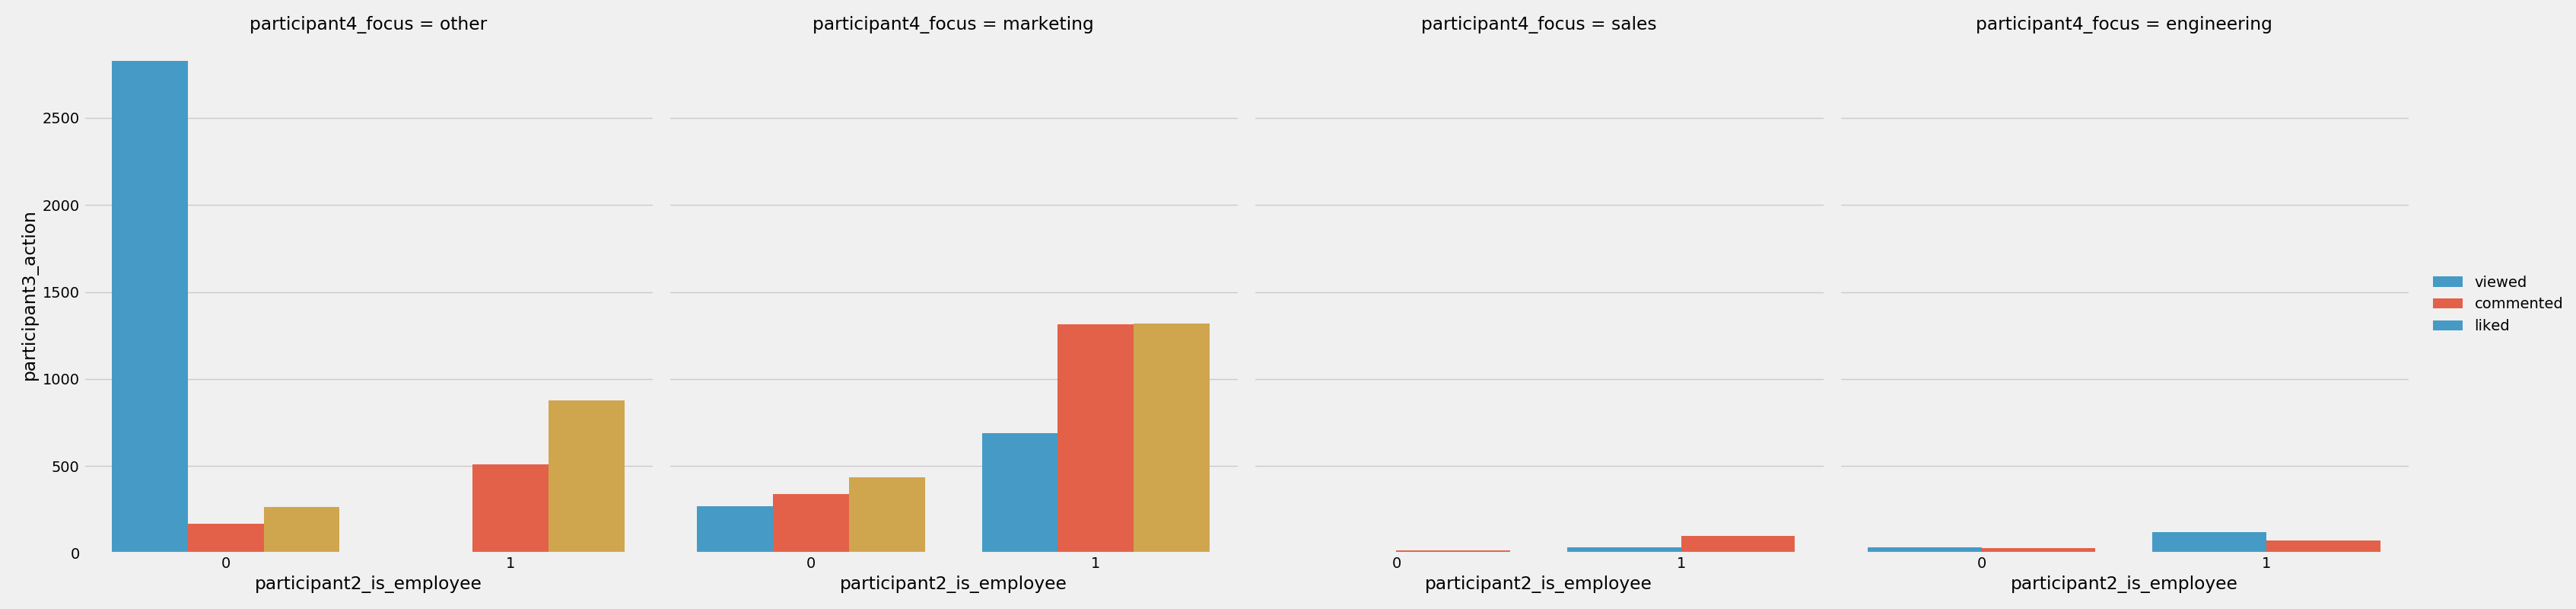 participant4_focus = other
participant4_focus = marketing
participant4_focus = sales
participant4_focus = engineering
participant3_action
2500
2000
1500
1000
500
0
0 1
0 1
0 1
0 1
participant2_is_employee
participant2_is_employee
participant2_is_employee
participant2_is_employee
viewed
commented
liked